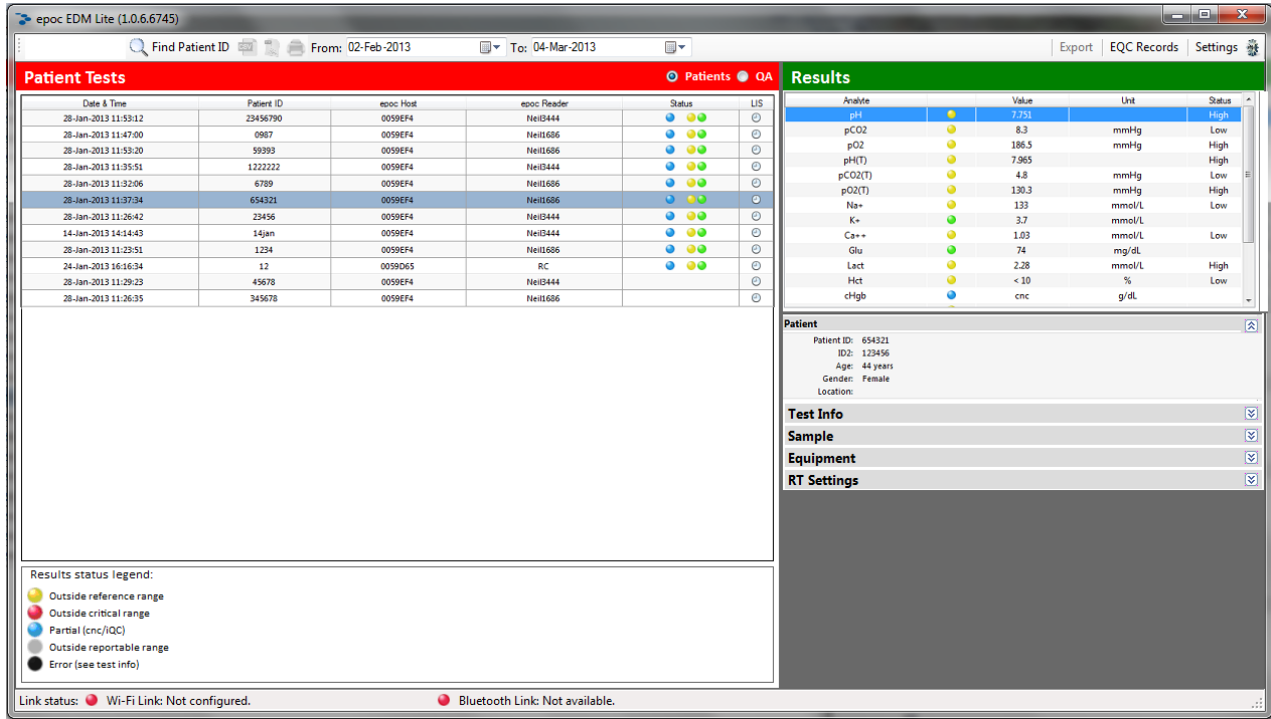 epoc EDM Lite (1.0.6.6745)
Find Patient ID From: 02-Feb-2013 To: 04-Mar-2013 Export EQC Records Settings
Patient Tests Patients QA
Date & Time Patient ID epoc Host epoc Reader Status LIS
28-Jan-2013 11:53:12 23456790 0059EF4 Neil3444
28-Jan-2013 11:47:00 0987 0059EF4 Neil1686
28-Jan-2013 11:53:20 59393 0059EF4 Neil1686
28-Jan-2013 11:35:51 1222222 0059EF4 Neil3444
28-Jan-2013 11:32:06 6789 0059EF4 Neil1686
28-Jan-2013 11:37:34 654321 0059EF4 Neil1686
28-Jan-2013 11:26:42 23456 0059EF4 Neil3444
14-Jan-2013 14:14:43 14jan 0059EF4 Neil3444
28-Jan-2013 11:23:51 1234 0059EF4 Neil1686
24-Jan-2013 16:16:34 12 0059D65 RC
28-Jan-2013 11:29:23 45678 0059EF4 Neil3444
28-Jan-2013 11:26:35 345678 0059EF4 Neil1686
Results status legend:
Outside reference range
Outside critical range
Partial (cnc/iQC)
Outside reportable range
Error (see test info)
Results
Analyte Value Unit Status
pH 7.751 High
pCO2 8.3 mmHg Low
pO2 186.5 mmHg High
pH(T) 7.965 High
pCO2(T) 4.8 mmHg Low
pO2(T) 130.3 mmHg High
Na+ 133 mmol/L Low
K+ 3.7 mmol/L
Ca++ 1.03 mmol/L Low
Glu 74 mg/dL
Lact 2.28 mmol/L High
Hct < 10 % Low
cHgb cnc g/dL
Patient
Patient ID: 654321
ID2: 123456
Age: 44 years
Gender: Female
Location:
Test Info
Sample
Equipment
RT Settings
Link status: Wi-Fi Link: Not configured. Bluetooth Link: Not available.